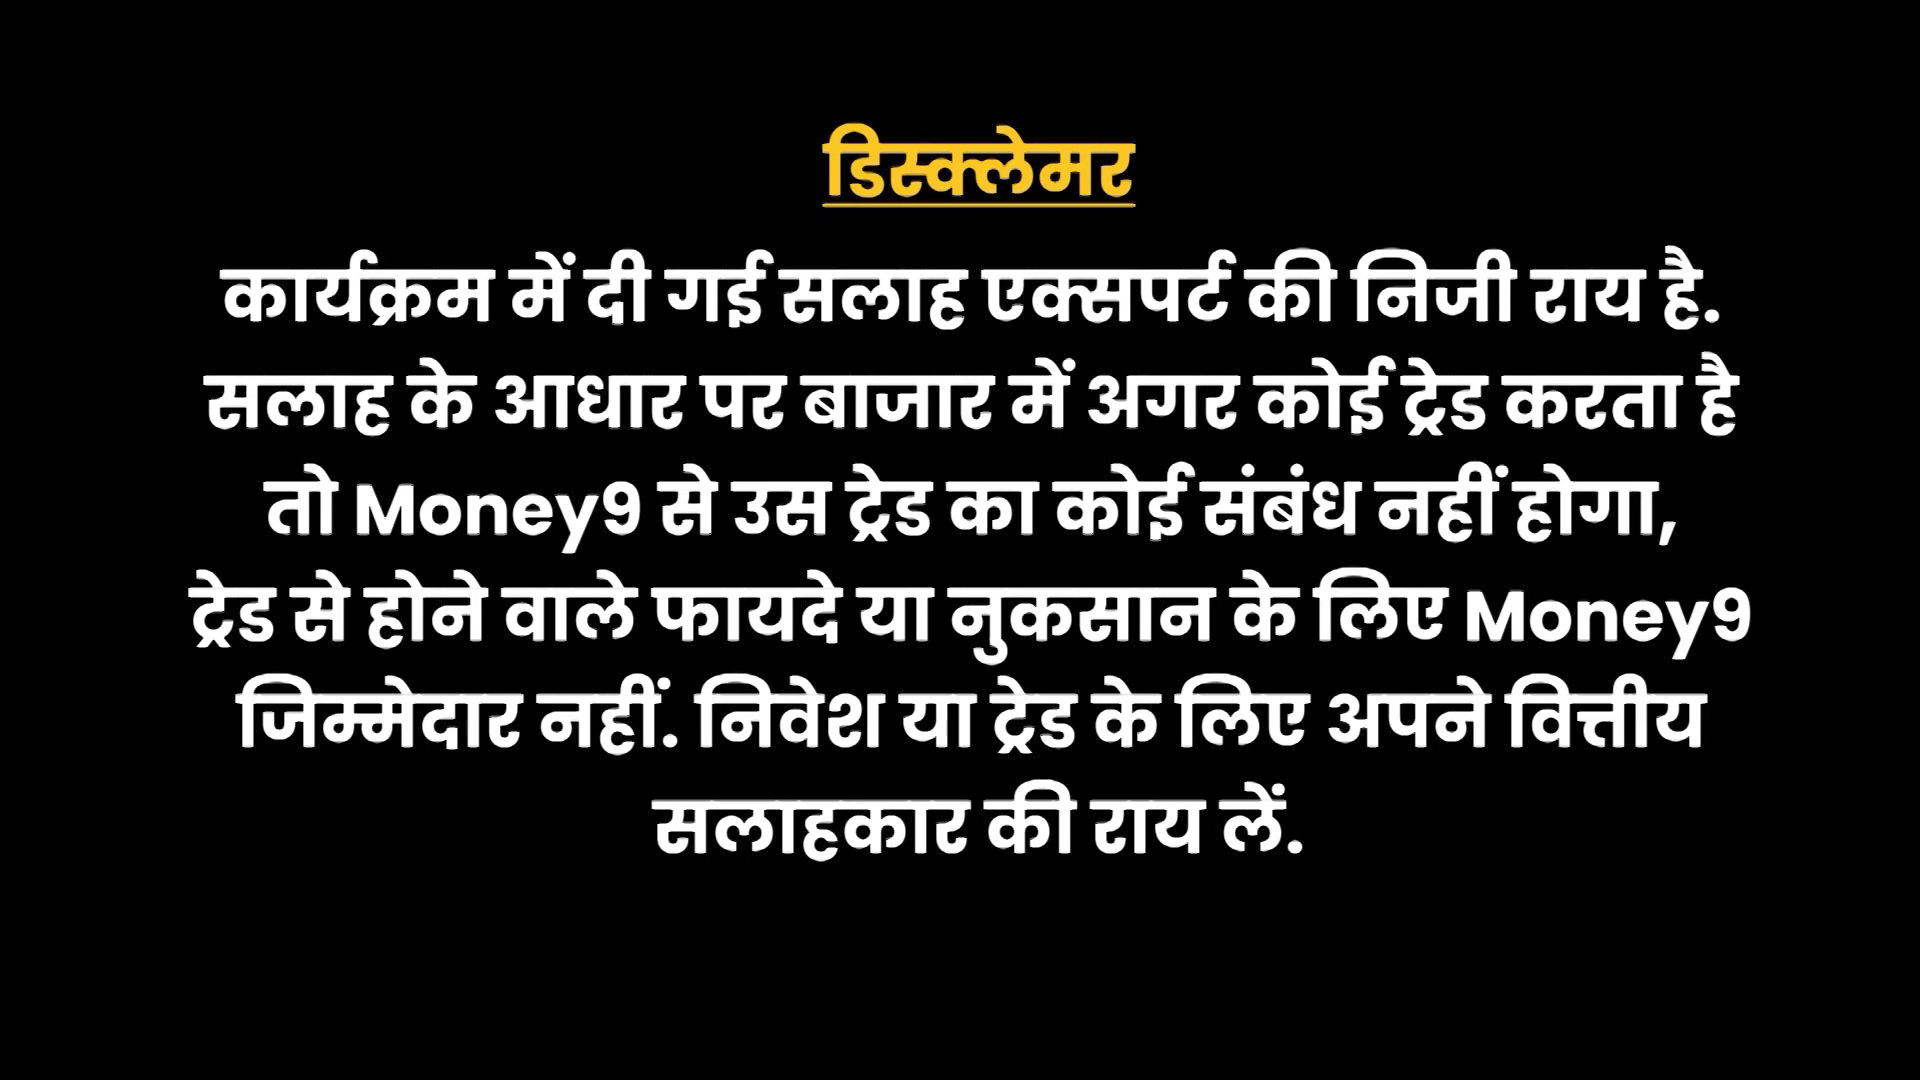 डिस्क्लेमर
कार्यक्रम में दी गई सलाह एक्सपर्ट की निजी राय है.
सलाह के आधार पर बाजार में अगर कोई ट्रेड करता है
तो Money9 से उस ट्रेड का कोई संबंध नहीं होगा,
ट्रेड से होने वाले फायदे या नुकसान के लिए Money9
जिम्मेदार नहीं. निवेश या ट्रेड के लिए अपने वित्तीय
सलाहकार की राय लें.